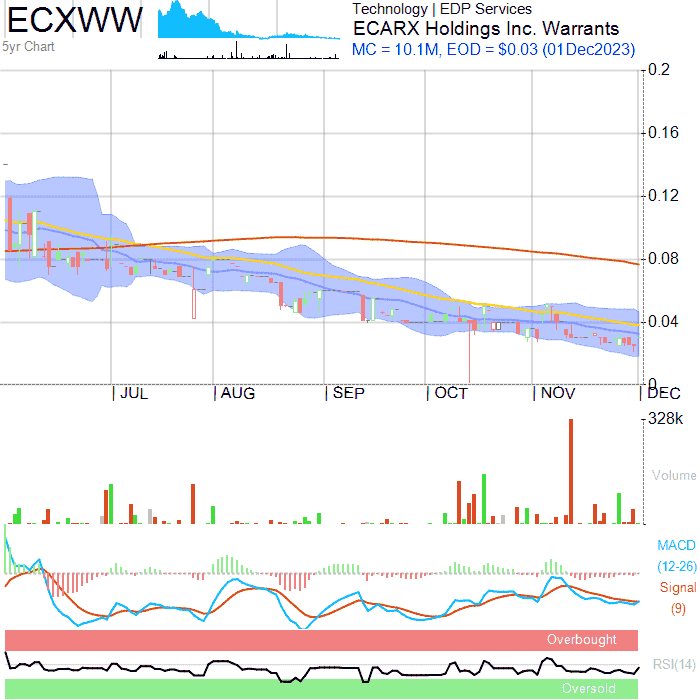 ECXWW
5yr Chart
Technology | EDP Services
ECARX Holdings Inc. Warrants
MC = 10.1M, EOD = $0.03 (01Dec2023)
0.2
0.16
0.12
0.08
0.04
0
JUL
AUG
SEP
OCT
NOV
DEC
328k
Volume
MACD
(12-26)
Signal
(9)
Overbought
RSI(14)
Oversold